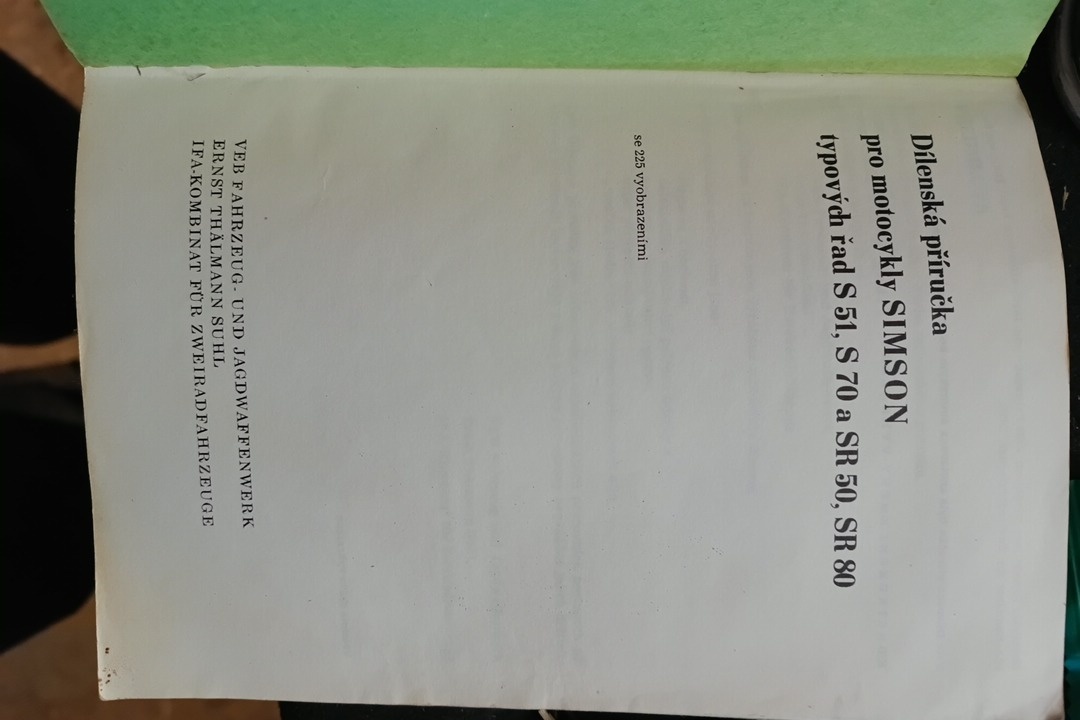 Dílenská příručka
pro motocykly SIMSON
typových řad S 51, S 70 a SR 50, SR 80
se 225 vyobrazeními
VEB FAHRZEUG- UND JAGDWAFFENWERK
ERNST THÄLMANN SUHL
IFA-KOMBINAT FÜR ZWEIRADFAHRZEUGE